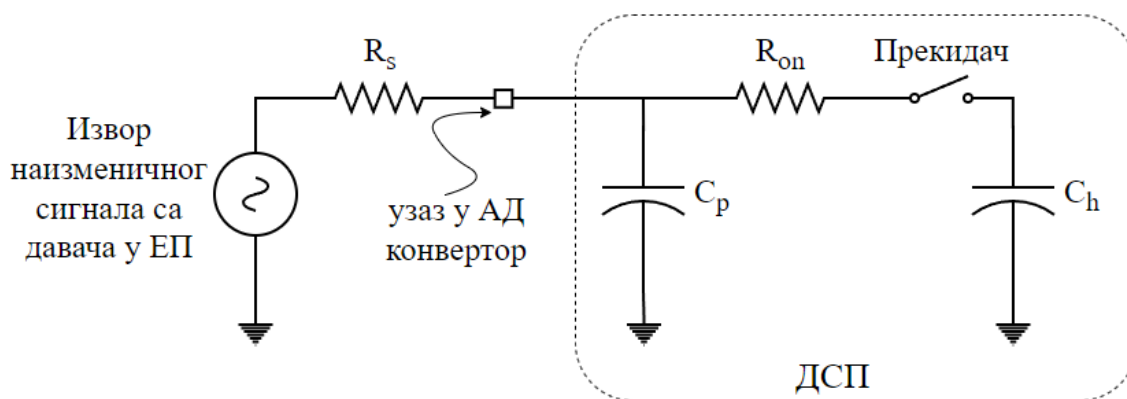 R_s
R_on
Прекидач
Извор
наизменичног
сигнала са
давача у ЕП
узаз у АД
конвертор
C_p
C_h
ДСП